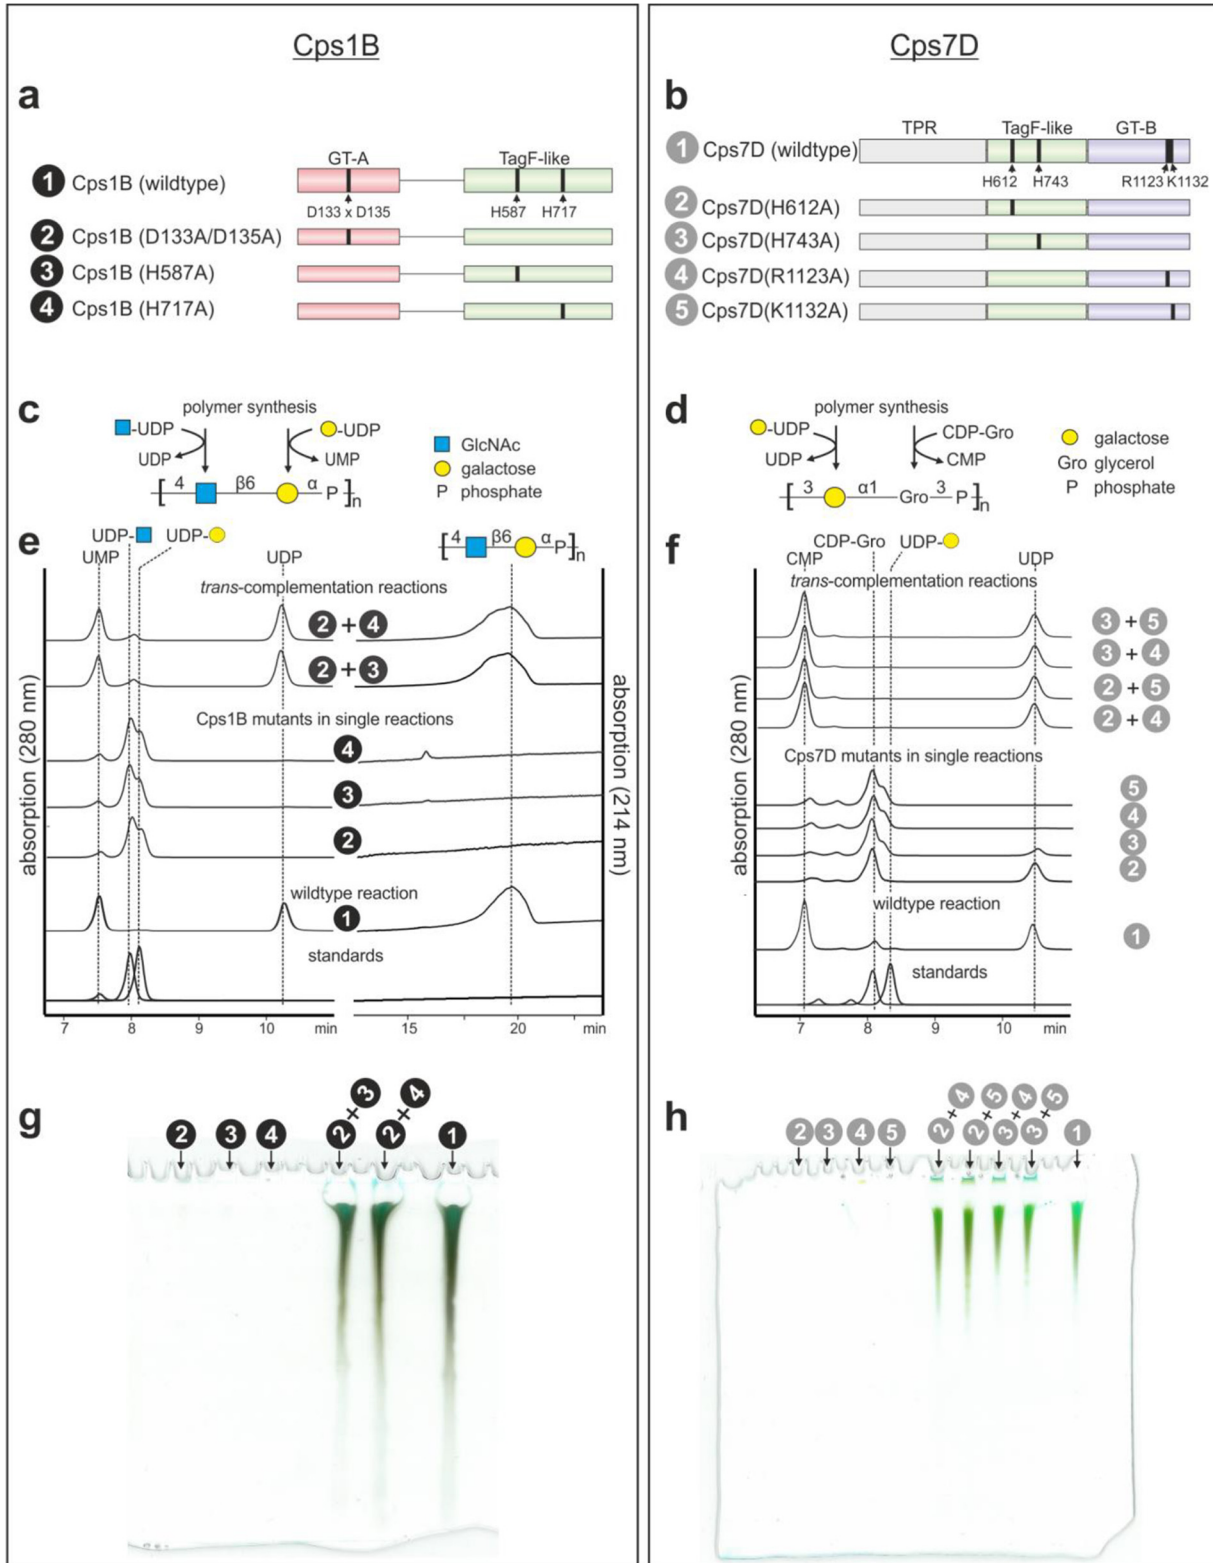 Cps1B
a
GT-A TagF-like
1 Cps1B (wildtype)
D133 x D135 H587 H717
2 Cps1B (D133A/D135A)
3 Cps1B (H587A)
4 Cps1B (H717A)
c
polymer synthesis
-UDP -UDP
UDP UMP
[ 4 β6 α P ]n
GlcNAc
galactose
P phosphate
e
UDP- UDP-
UMP UDP
[ 4 β6 α P ]n
trans-complementation reactions
2 + 4
2 + 3
Cps1B mutants in single reactions
4
3
2
wildtype reaction
1
standards
absorption (280 nm)
absorption (214 nm)
7 8 9 10 min 15 20 min
g
2 3 4 2 + 3 2 + 4 1
Cps7D
b
TPR TagF-like GT-B
1 Cps7D (wildtype)
H612 H743 R1123 K1132
2 Cps7D(H612A)
3 Cps7D(H743A)
4 Cps7D(R1123A)
5 Cps7D(K1132A)
d
polymer synthesis
-UDP CDP-Gro
UDP CMP
[ 3 α1 Gro 3 P ]n
galactose
Gro glycerol
P phosphate
f
CDP-Gro UDP-
CMP UDP
trans-complementation reactions
3 + 5
3 + 4
2 + 5
2 + 4
Cps7D mutants in single reactions
5
4
3
2
wildtype reaction
1
standards
absorption (280 nm)
7 8 9 10 min
h
2 3 4 5 2 + 4 2 + 5 3 + 4 3 + 5 1